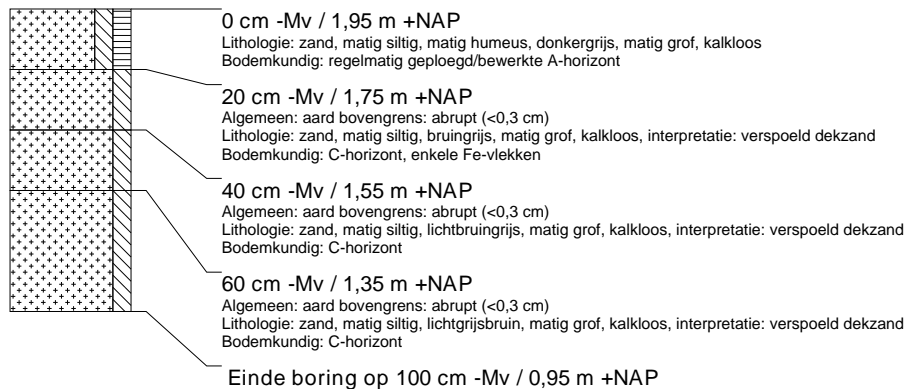 0 cm -Mv / 1,95 m +NAP
Lithologie: zand, matig siltig, matig humeus, donkergrijs, matig grof, kalkloos
Bodemkundig: regelmatig geploegd/bewerkte A-horizont
20 cm -Mv / 1,75 m +NAP
Algemeen: aard bovengrens: abrupt (<0,3 cm)
Lithologie: zand, matig siltig, bruingrijs, matig grof, kalkloos, interpretatie: verspoeld dekzand
Bodemkundig: C-horizont, enkele Fe-vlekken
40 cm -Mv / 1,55 m +NAP
Algemeen: aard bovengrens: abrupt (<0,3 cm)
Lithologie: zand, matig siltig, lichtbruingrijs, matig grof, kalkloos, interpretatie: verspoeld dekzand
Bodemkundig: C-horizont
60 cm -Mv / 1,35 m +NAP
Algemeen: aard bovengrens: abrupt (<0,3 cm)
Lithologie: zand, matig siltig, lichtgrijsbruin, matig grof, kalkloos, interpretatie: verspoeld dekzand
Bodemkundig: C-horizont
Einde boring op 100 cm -Mv / 0,95 m +NAP